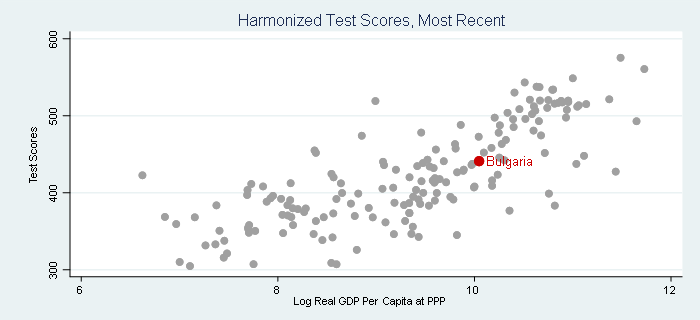 Harmonized Test Scores, Most Recent
600
500
400
300
Test Scores
Bulgaria
6
8
10
12
Log Real GDP Per Capita at PPP